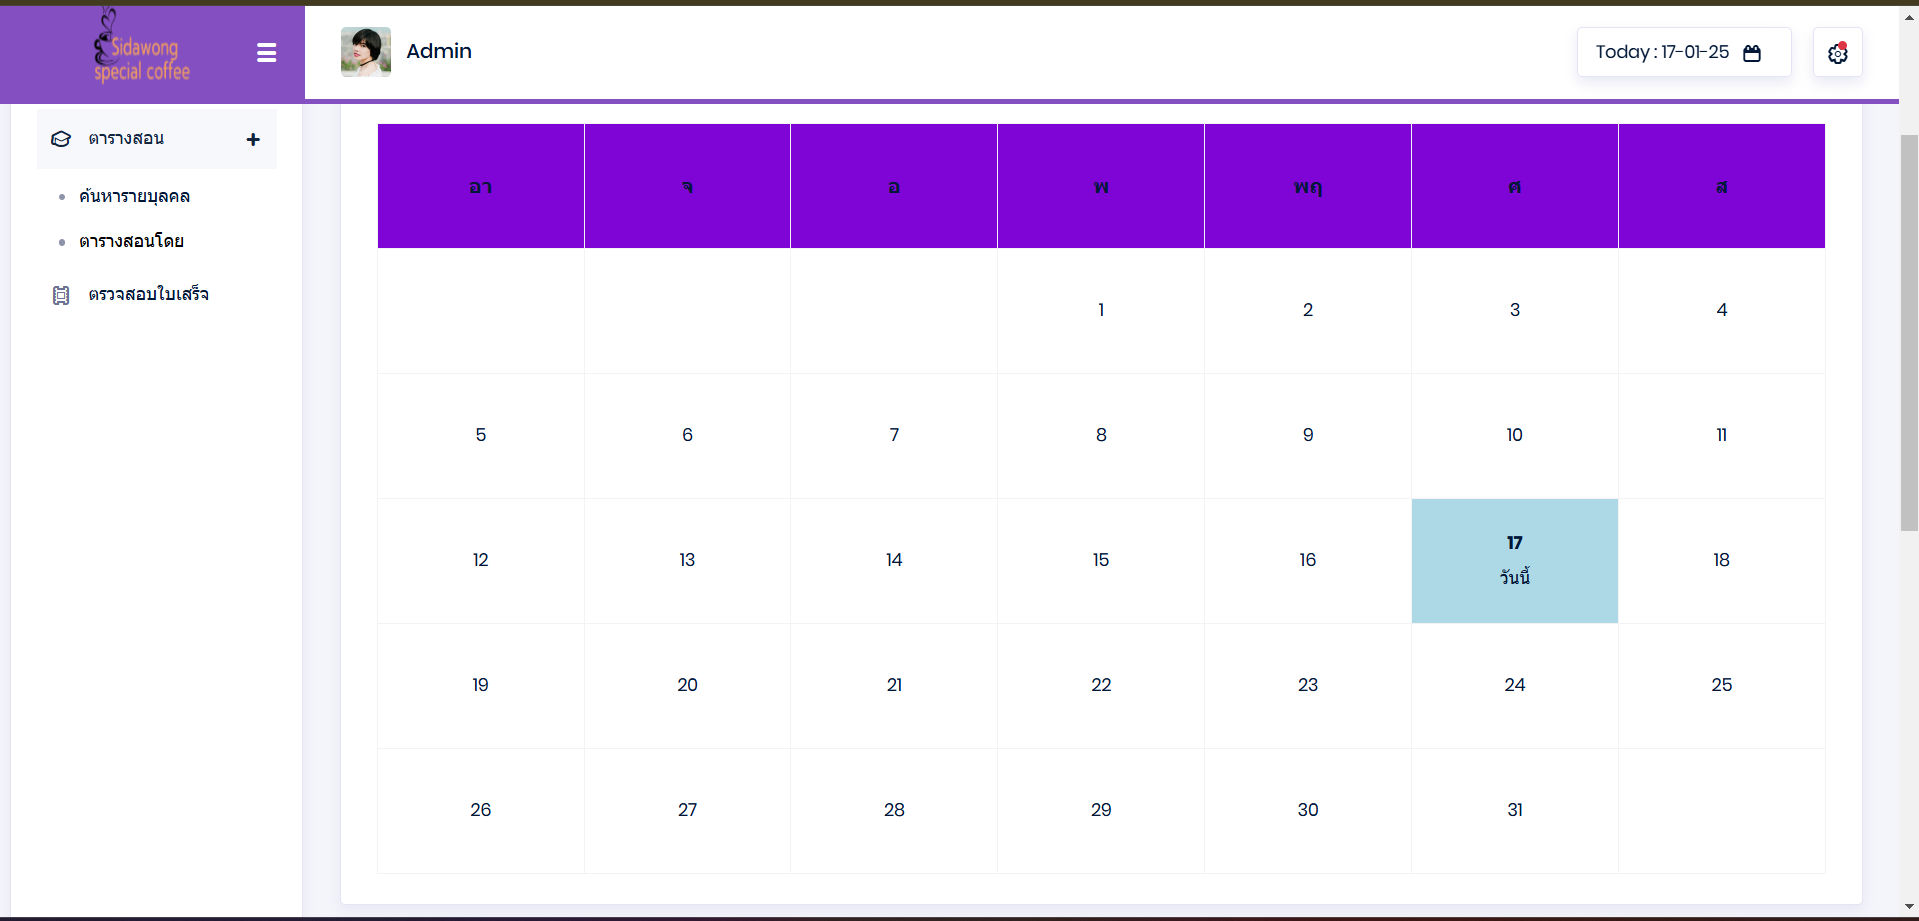 Sidawong
special coffee
Admin
Today : 17-01-25
ตารางสอน
ค้นหารายบุคคล
ตารางสอนโดย
ตรวจสอบใบเสร็จ
อา จ อ พ พฤ ศ ส
1 2 3 4
5 6 7 8 9 10 11
12 13 14 15 16 17 18
วันนี้
19 20 21 22 23 24 25
26 27 28 29 30 31